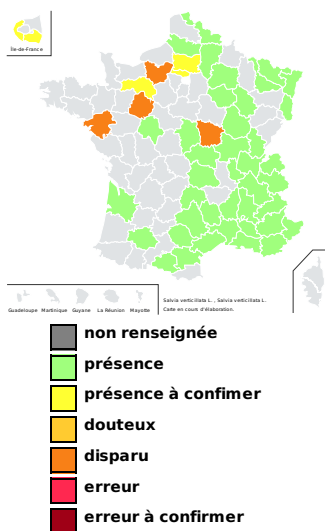 Île-de-France
Guadeloupe Martinique Guyane La Réunion Mayotte
Salvia verticillata L. , Salvia verticillata L.
Carte en cours d'élaboration.
non renseignée
présence
présence à confimer
douteux
disparu
erreur
erreur à confirmer